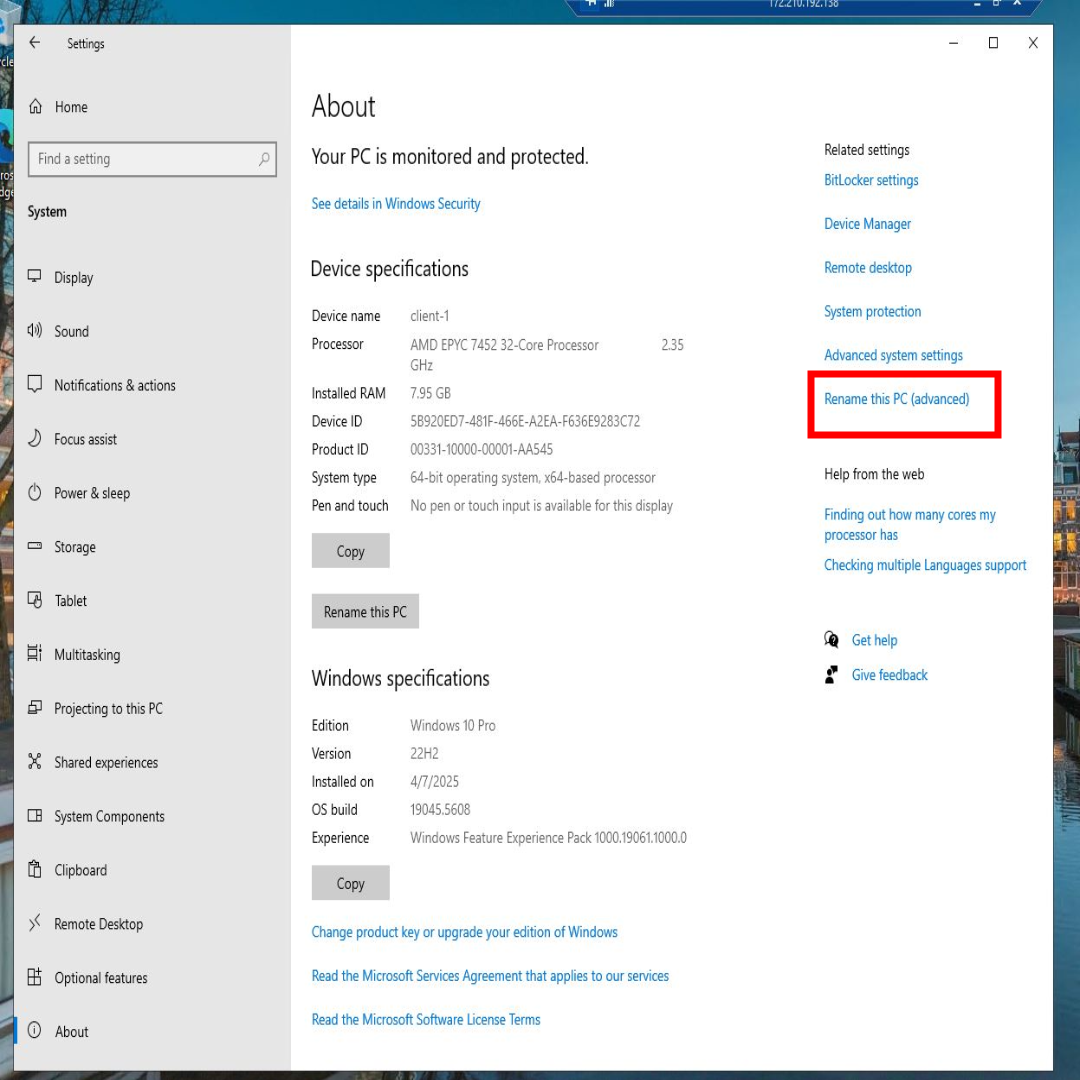 172.210.192.138
Settings
Home
Find a setting
System
Display
Sound
Notifications & actions
Focus assist
Power & sleep
Storage
Tablet
Multitasking
Projecting to this PC
Shared experiences
System Components
Clipboard
Remote Desktop
Optional features
About
About
Your PC is monitored and protected.
See details in Windows Security
Device specifications
Device name client-1
Processor AMD EPYC 7452 32-Core Processor 2.35
GHz
Installed RAM 7.95 GB
Device ID 5B920ED7-481F-466E-A2EA-F636E9283C72
Product ID 00331-10000-00001-AA545
System type 64-bit operating system, x64-based processor
Pen and touch No pen or touch input is available for this display
Copy
Rename this PC
Windows specifications
Edition Windows 10 Pro
Version 22H2
Installed on 4/7/2025
OS build 19045.5608
Experience Windows Feature Experience Pack 1000.19061.1000.0
Copy
Change product key or upgrade your edition of Windows
Read the Microsoft Services Agreement that applies to our services
Read the Microsoft Software License Terms
Related settings
BitLocker settings
Device Manager
Remote desktop
System protection
Advanced system settings
Rename this PC (advanced)
Help from the web
Finding out how many cores my
processor has
Checking multiple Languages support
Get help
Give feedback